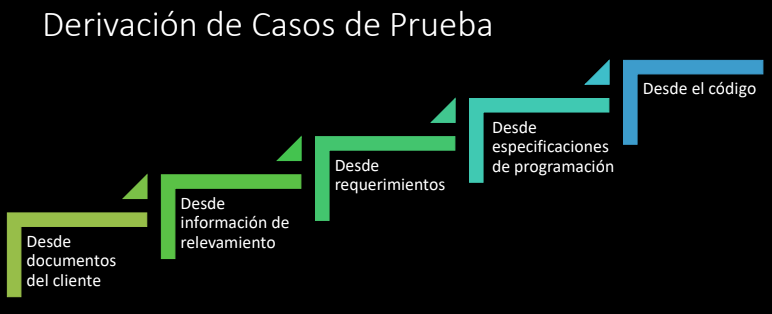 Derivación de Casos de Prueba
Desde
documentos
del cliente
Desde
información de
relevamiento
Desde
requerimientos
Desde
especificaciones
de programación
Desde el código